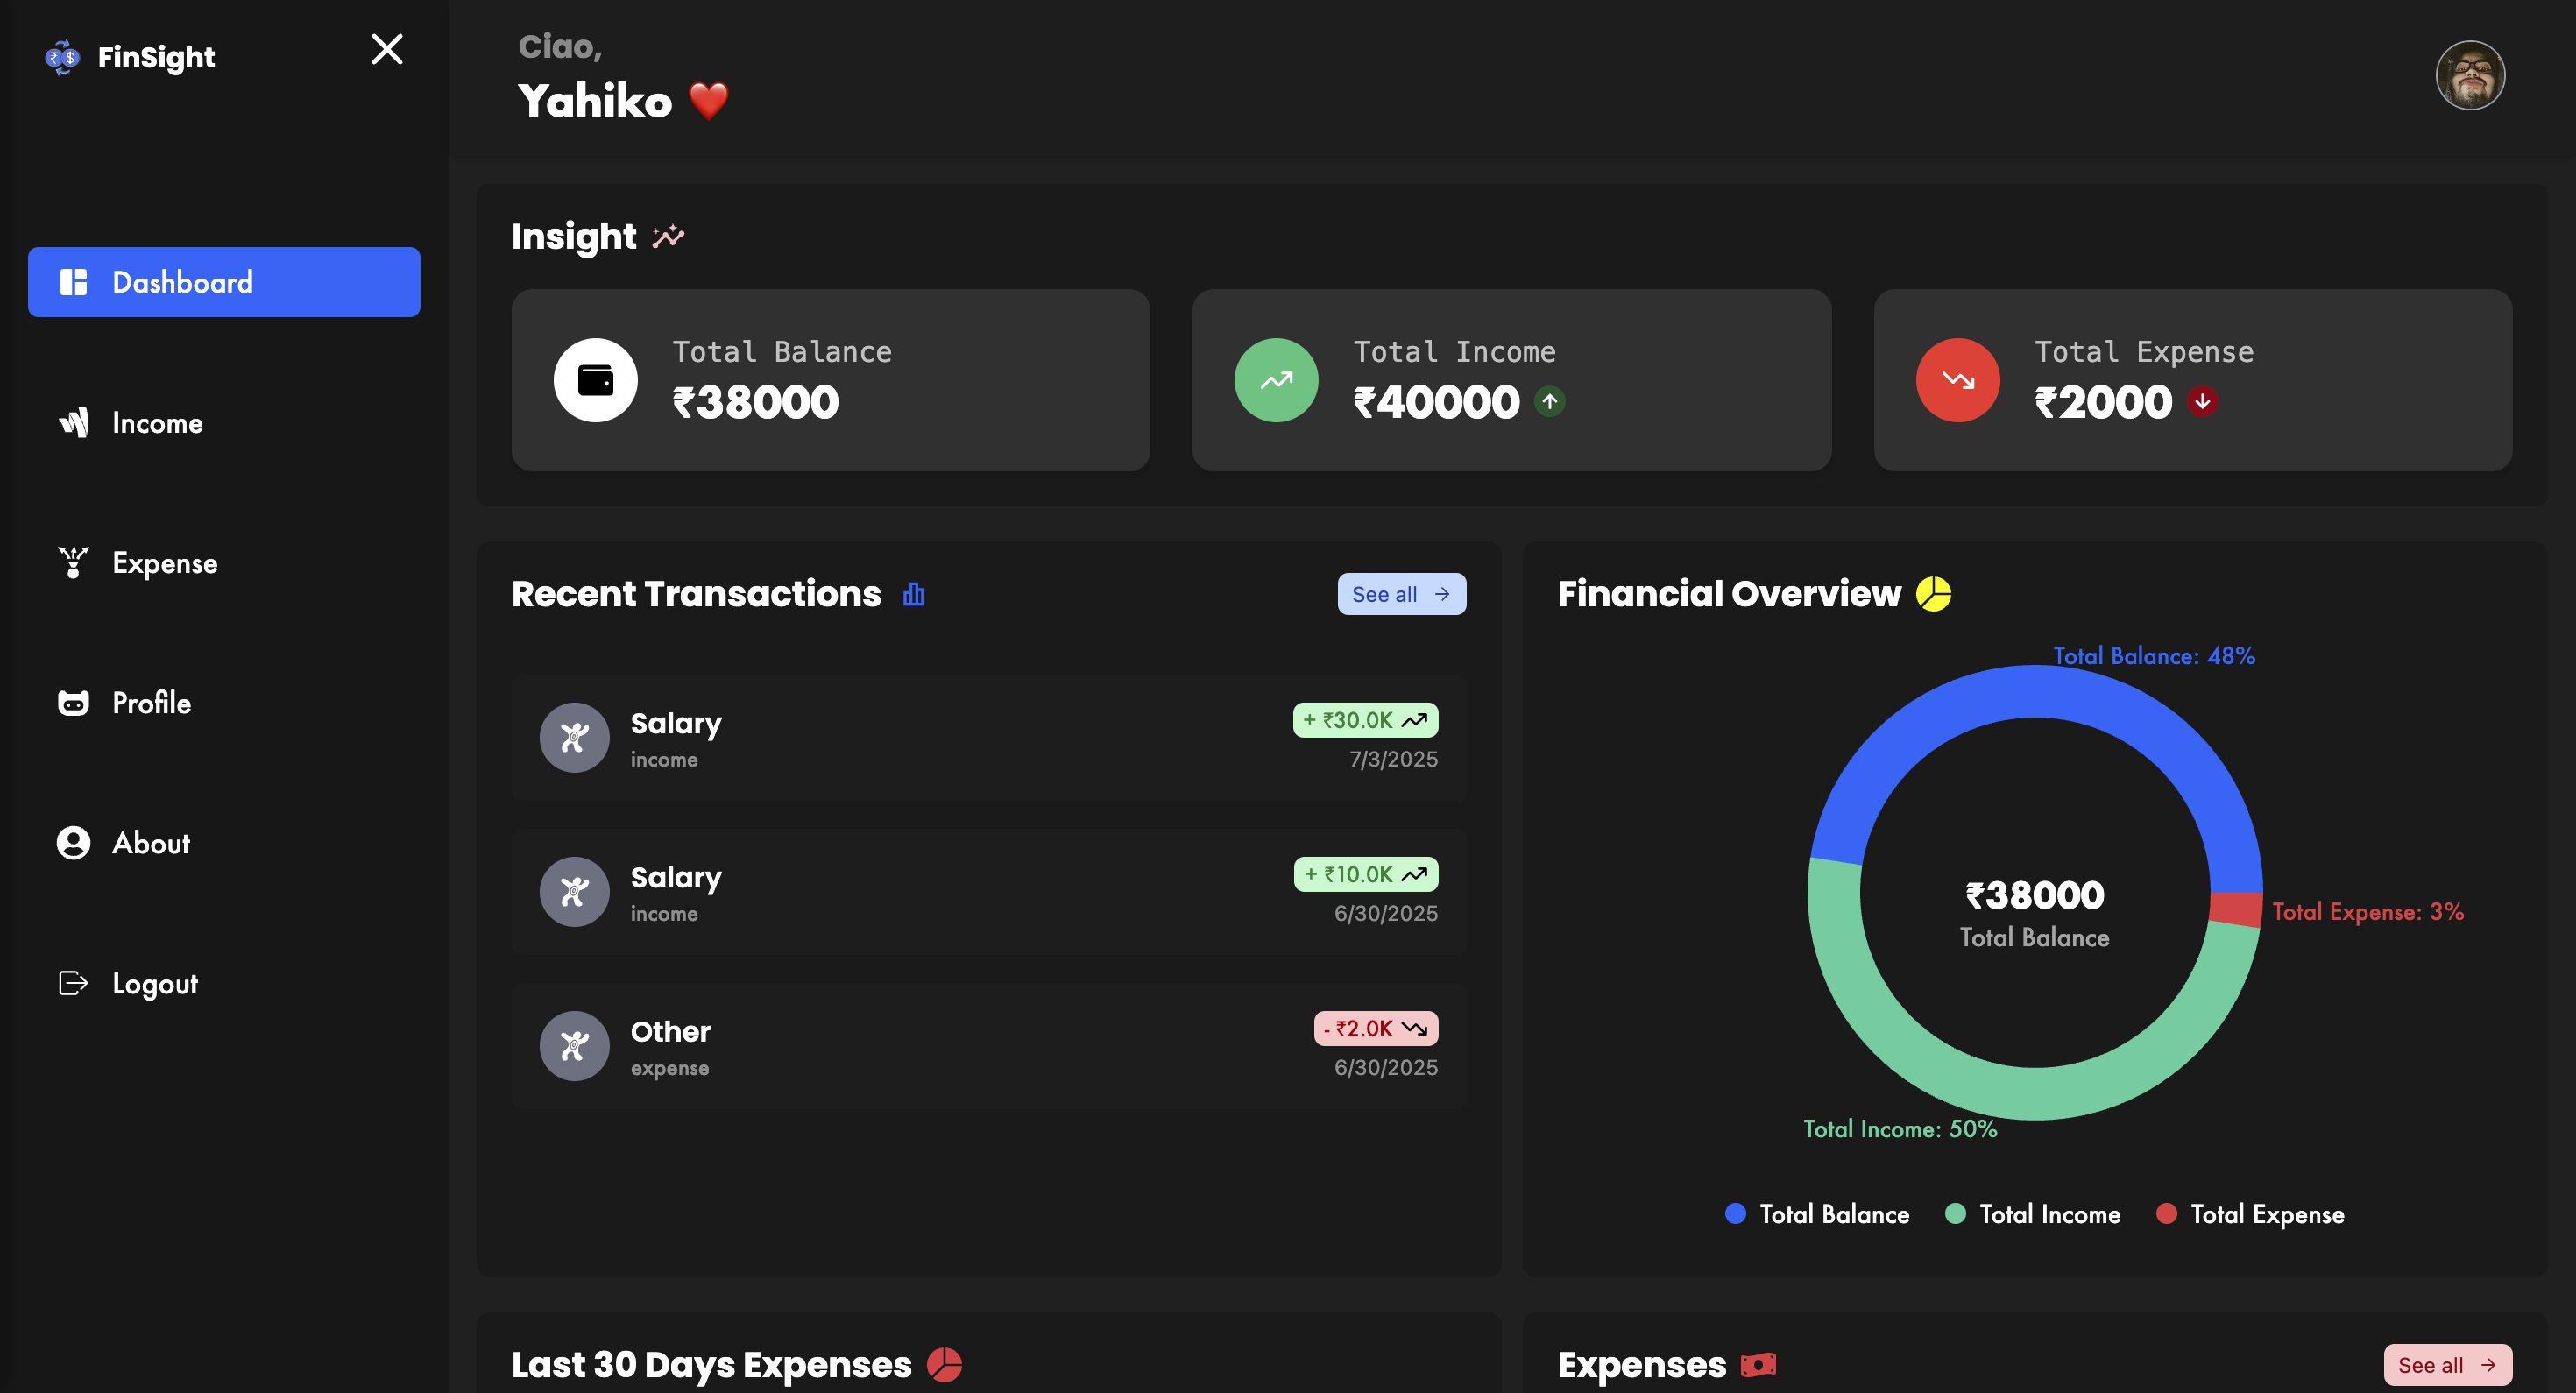 FinSight
Dashboard
Income
Expense
Profile
About
Logout
Ciao,
Yahiko ❤️
Insight
Total Balance
₹38000
Total Income
₹40000
Total Expense
₹2000
Recent Transactions
See all →
Salary
income
+ ₹30.0K
7/3/2025
Salary
income
+ ₹10.0K
6/30/2025
Other
expense
- ₹2.0K
6/30/2025
Financial Overview
Total Balance: 48%
Total Expense: 3%
Total Income: 50%
₹38000
Total Balance
Total Balance
Total Income
Total Expense
Last 30 Days Expenses
Expenses
See all →